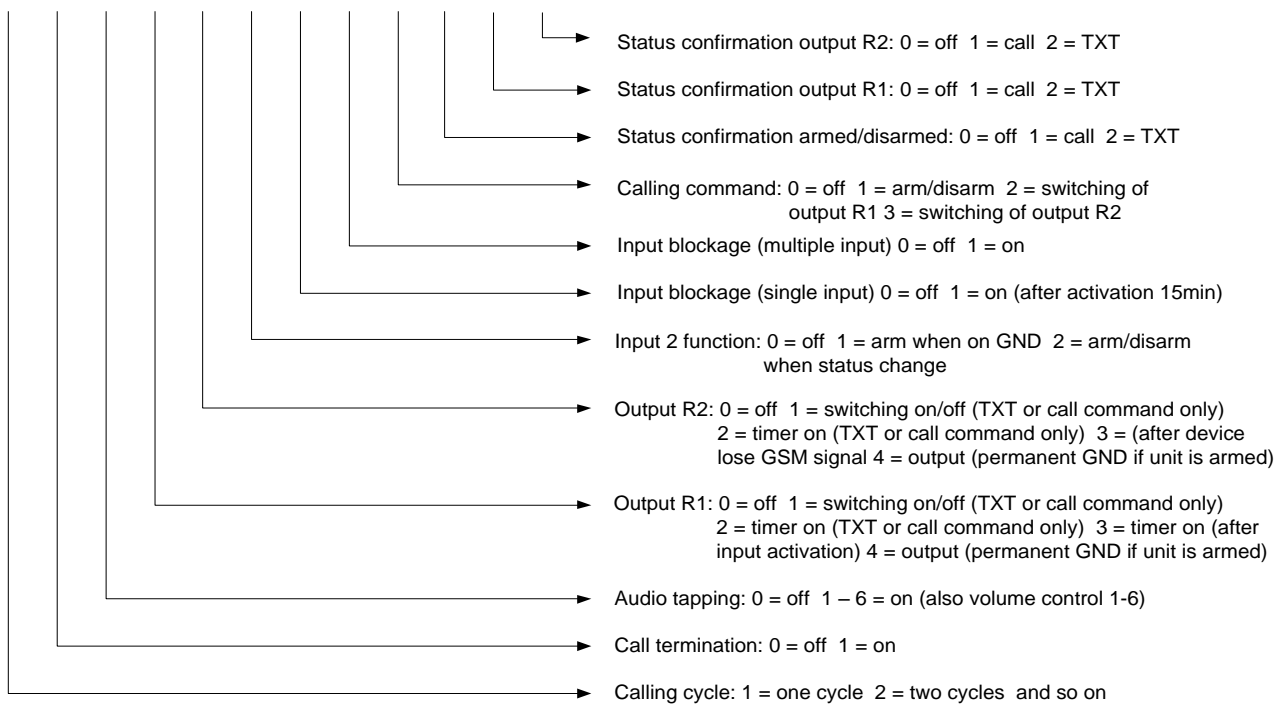 Status confirmation output R2: 0 = off 1 = call 2 = TXT
Status confirmation output R1: 0 = off 1 = call 2 = TXT
Status confirmation armed/disarmed: 0 = off 1 = call 2 = TXT
Calling command: 0 = off 1 = arm/disarm 2 = switching of
output R1 3 = switching of output R2
Input blockage (multiple input) 0 = off 1 = on
Input blockage (single input) 0 = off 1 = on (after activation 15min)
Input 2 function: 0 = off 1 = arm when on GND 2 = arm/disarm
when status change
Output R2: 0 = off 1 = switching on/off (TXT or call command only)
2 = timer on (TXT or call command only) 3 = (after device
lose GSM signal 4 = output (permanent GND if unit is armed)
Output R1: 0 = off 1 = switching on/off (TXT or call command only)
2 = timer on (TXT or call command only) 3 = timer on (after
input activation) 4 = output (permanent GND if unit is armed)
Audio tapping: 0 = off 1 – 6 = on (also volume control 1-6)
Call termination: 0 = off 1 = on
Calling cycle: 1 = one cycle 2 = two cycles and so on